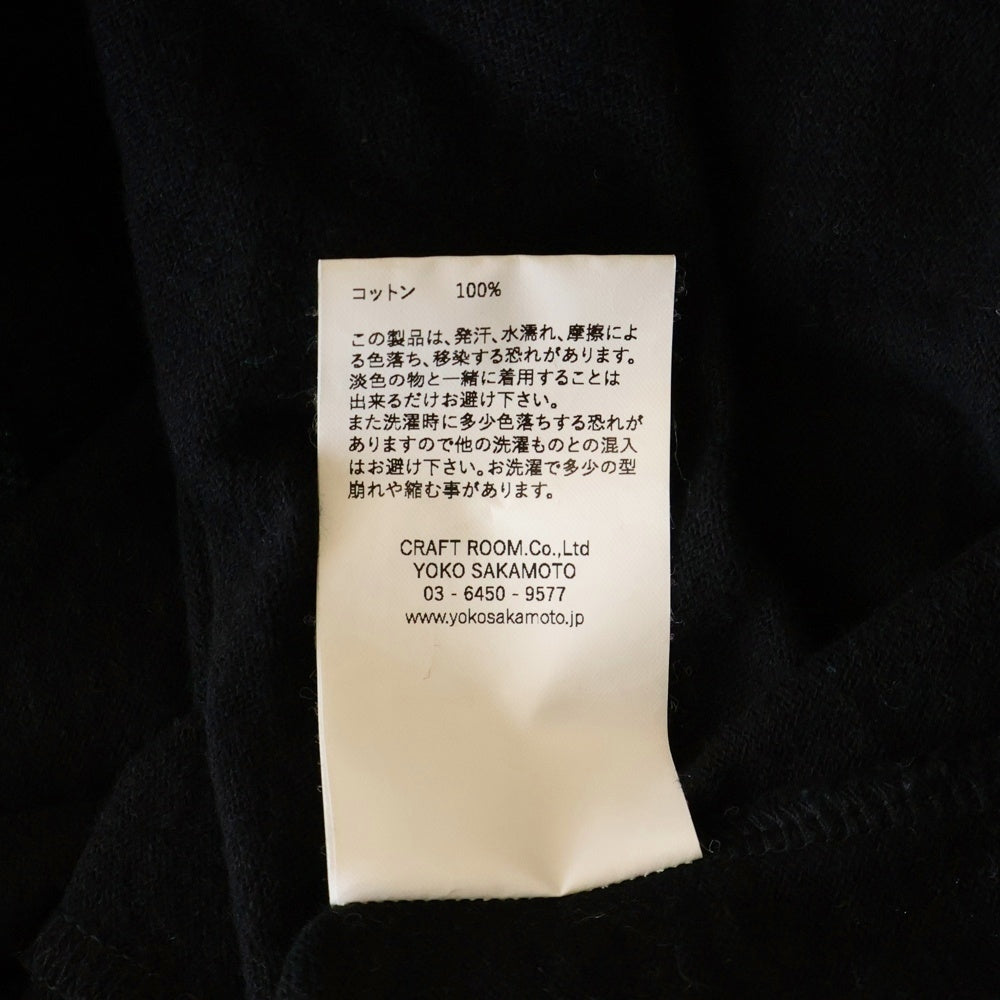 コットン 100%
この製品は、発汗、水濡れ、摩擦によ
る色落ち、移染する恐れがあります。
淡色の物と一緒に着用することは
出来るだけお避け下さい。
また洗濯時に多少色落ちする恐れが
ありますので他の洗濯ものとの混入
はお避け下さい。お洗濯で多少の型
崩れや縮む事があります。
CRAFT ROOM.Co.,Ltd
YOKO SAKAMOTO
03 - 6450 - 9577
www.yokosakamoto.jp